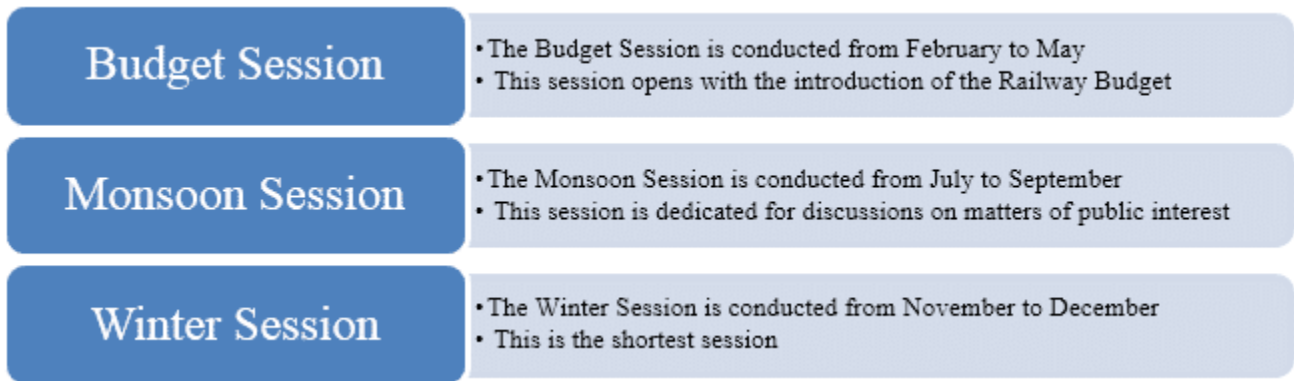 Budget Session
• The Budget Session is conducted from February to May
• This session opens with the introduction of the Railway Budget
Monsoon Session
• The Monsoon Session is conducted from July to September
• This session is dedicated for discussions on matters of public interest
Winter Session
• The Winter Session is conducted from November to December
• This is the shortest session